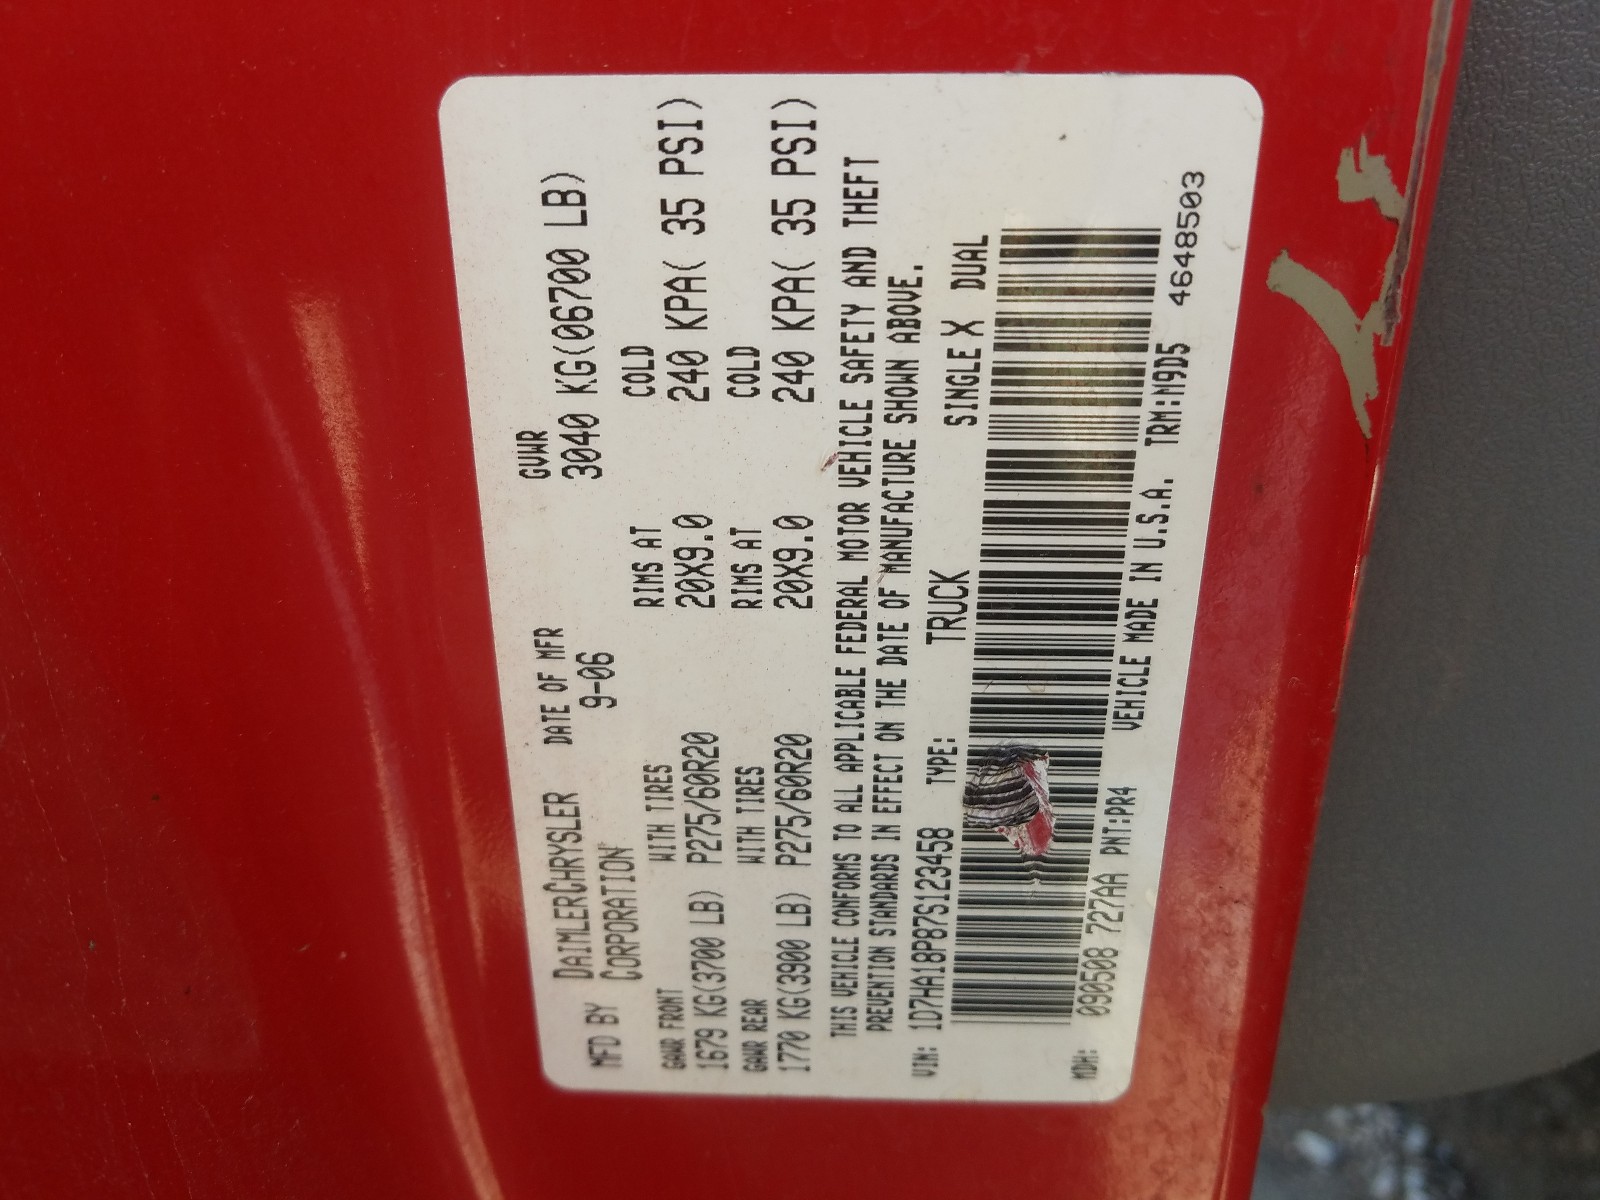 MFD BY DAIMLERCHRYSLER CORPORATION DATE OF MFR 9-06 GVWR 3040 KG(06700 LB)
GAWR FRONT WITH TIRES RIMS AT COLD
1679 KG(3700 LB) P275/60R20 20X9.0 240 KPA( 35 PSI)
GAWR REAR WITH TIRES RIMS AT COLD
1770 KG(3900 LB) P275/60R20 20X9.0 240 KPA( 35 PSI)
THIS VEHICLE CONFORMS TO ALL APPLICABLE FEDERAL MOTOR VEHICLE SAFETY AND THEFT
PREVENTION STANDARDS IN EFFECT ON THE DATE OF MANUFACTURE SHOWN ABOVE.
VIN: 1D7HA18P87S123458 TYPE: TRUCK SINGLE X DUAL
MDH: 090508 727AA PNT:PR4 VEHICLE MADE IN U.S.A. TRM:M9D5 4648503